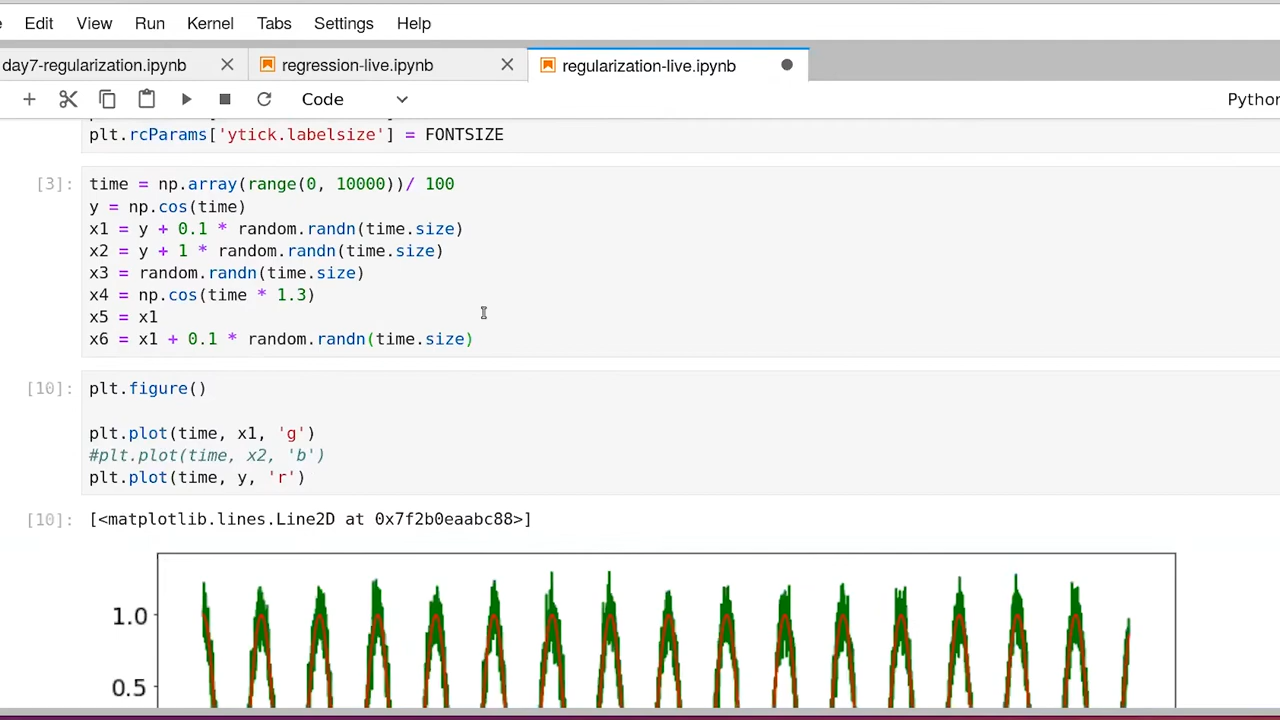 Edit View Run Kernel Tabs Settings Help
day7-regularization.ipynb regression-live.ipynb regularization-live.ipynb
Code Python
plt.rcParams['ytick.labelsize'] = FONTSIZE
[3]: time = np.array(range(0, 10000))/ 100
y = np.cos(time)
x1 = y + 0.1 * random.randn(time.size)
x2 = y + 1 * random.randn(time.size)
x3 = random.randn(time.size)
x4 = np.cos(time * 1.3)
x5 = x1
x6 = x1 + 0.1 * random.randn(time.size)
[10]: plt.figure()
plt.plot(time, x1, 'g')
#plt.plot(time, x2, 'b')
plt.plot(time, y, 'r')
[10]: [<matplotlib.lines.Line2D at 0x7f2b0eaabc88>]
1.0
0.5